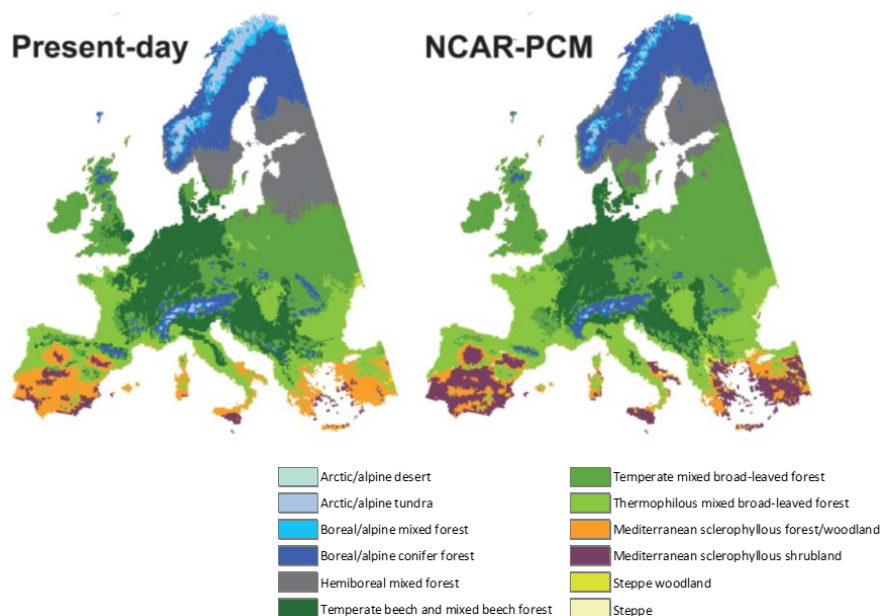 Present-day
NCAR-PCM
Arctic/alpine desert
Arctic/alpine tundra
Boreal/alpine mixed forest
Boreal/alpine conifer forest
Hemiboreal mixed forest
Temperate beech and mixed beech forest
Temperate mixed broad-leaved forest
Thermophilous mixed broad-leaved forest
Mediterranean sclerophyllous forest/woodland
Mediterranean sclerophyllous shrubland
Steppe woodland
Steppe